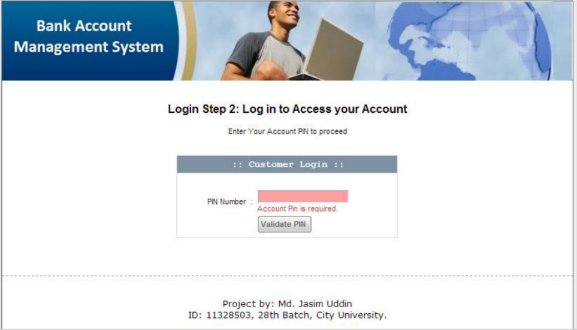 Bank Account
Management System
Login Step 2: Log in to Access your Account
Enter Your Account PIN to proceed
:: Customer Login ::
PIN Number :
Account Pin is required.
Validate PIN
Project by: Md. Jasim Uddin
ID: 11328503, 28th Batch, City University.